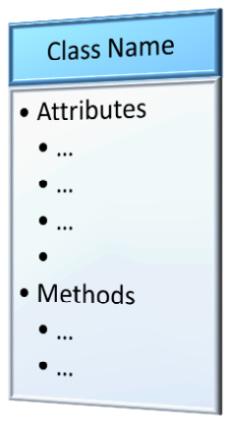 Class Name
• Attributes
• ...
• ...
• ...
•
• Methods
• ...
• ...